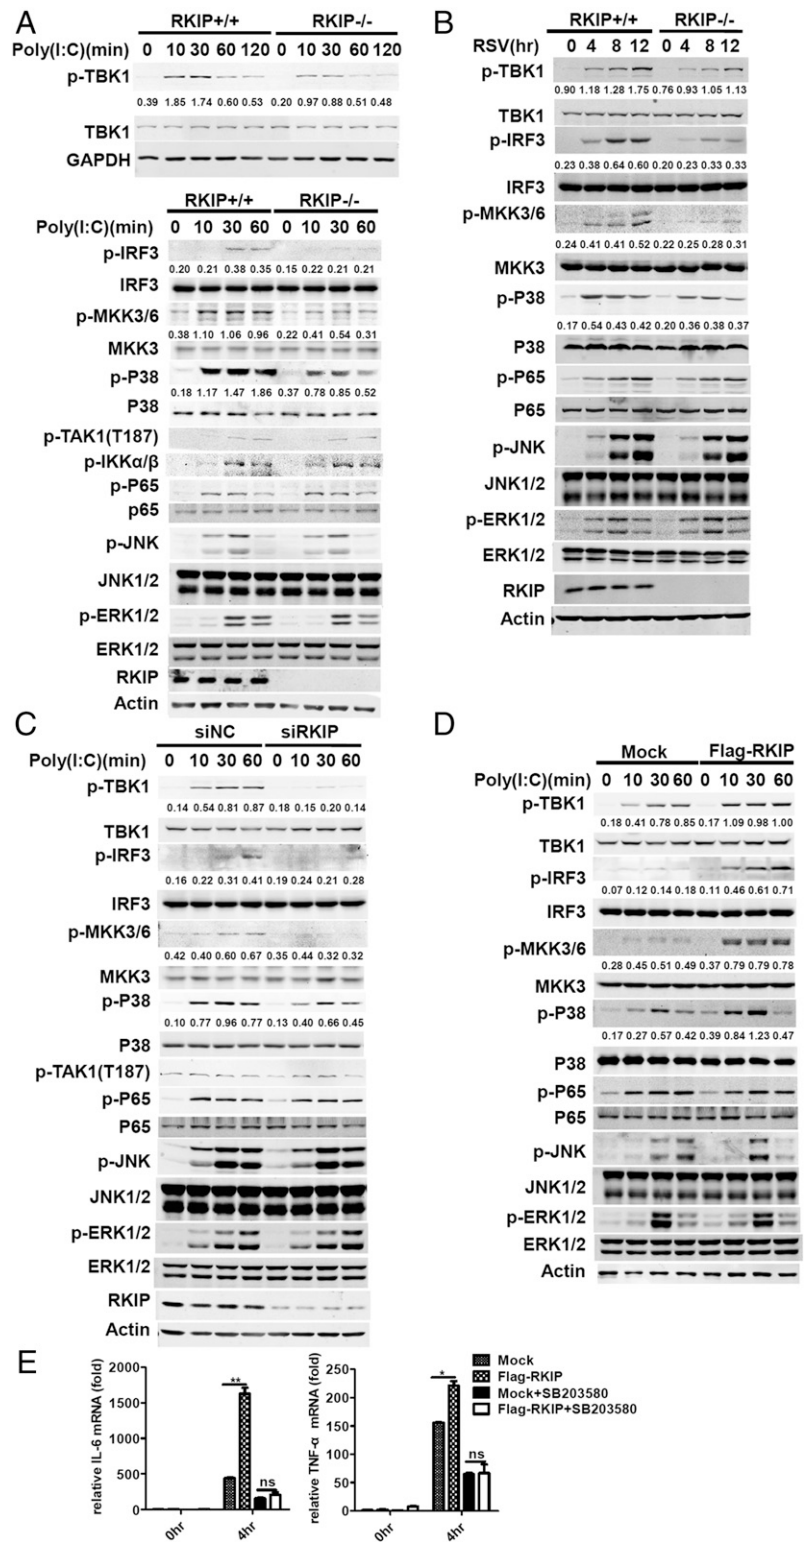 A
RKIP+/+ RKIP-/-
Poly(I:C)(min) 0 10 30 60 120 0 10 30 60 120
p-TBK1
0.39 1.85 1.74 0.60 0.53 0.20 0.97 0.88 0.51 0.48
TBK1
GAPDH
RKIP+/+ RKIP-/-
Poly(I:C)(min) 0 10 30 60 0 10 30 60
p-IRF3
0.20 0.21 0.38 0.35 0.15 0.22 0.21 0.21
IRF3
p-MKK3/6
0.38 1.10 1.06 0.96 0.22 0.41 0.54 0.31
MKK3
p-P38
0.18 1.17 1.47 1.86 0.37 0.78 0.85 0.52
P38
p-TAK1(T187)
p-IKKα/β
p-P65
p65
p-JNK
JNK1/2
p-ERK1/2
ERK1/2
RKIP
Actin
B
RKIP+/+ RKIP-/-
RSV(hr) 0 4 8 12 0 4 8 12
p-TBK1
0.90 1.18 1.28 1.75 0.76 0.93 1.05 1.13
TBK1
p-IRF3
0.23 0.38 0.64 0.60 0.20 0.23 0.33 0.33
IRF3
p-MKK3/6
0.24 0.41 0.41 0.52 0.22 0.25 0.28 0.31
MKK3
p-P38
0.17 0.54 0.43 0.42 0.20 0.36 0.38 0.37
P38
p-P65
P65
p-JNK
JNK1/2
p-ERK1/2
ERK1/2
RKIP
Actin
C
siNC siRKIP
Poly(I:C)(min) 0 10 30 60 0 10 30 60
p-TBK1
0.14 0.54 0.81 0.87 0.18 0.15 0.20 0.14
TBK1
p-IRF3
0.16 0.22 0.31 0.41 0.19 0.24 0.21 0.28
IRF3
p-MKK3/6
0.42 0.40 0.60 0.67 0.35 0.44 0.32 0.32
MKK3
p-P38
0.10 0.77 0.96 0.77 0.13 0.40 0.66 0.45
P38
p-TAK1(T187)
p-P65
P65
p-JNK
JNK1/2
p-ERK1/2
ERK1/2
RKIP
Actin
D
Mock Flag-RKIP
Poly(I:C)(min) 0 10 30 60 0 10 30 60
p-TBK1
0.18 0.41 0.78 0.85 0.17 1.09 0.98 1.00
TBK1
p-IRF3
0.07 0.12 0.14 0.18 0.11 0.46 0.61 0.71
IRF3
p-MKK3/6
0.28 0.45 0.51 0.49 0.37 0.79 0.79 0.78
MKK3
p-P38
0.17 0.27 0.57 0.42 0.39 0.84 1.23 0.47
P38
p-P65
P65
p-JNK
JNK1/2
p-ERK1/2
ERK1/2
Actin
E
relative IL-6 mRNA (fold)
2000
1500
1000
500
0
**
ns
0hr 4hr
relative TNF-α mRNA (fold)
250
200
150
100
50
0
*
ns
0hr 4hr
Mock
Flag-RKIP
Mock+SB203580
Flag-RKIP+SB203580